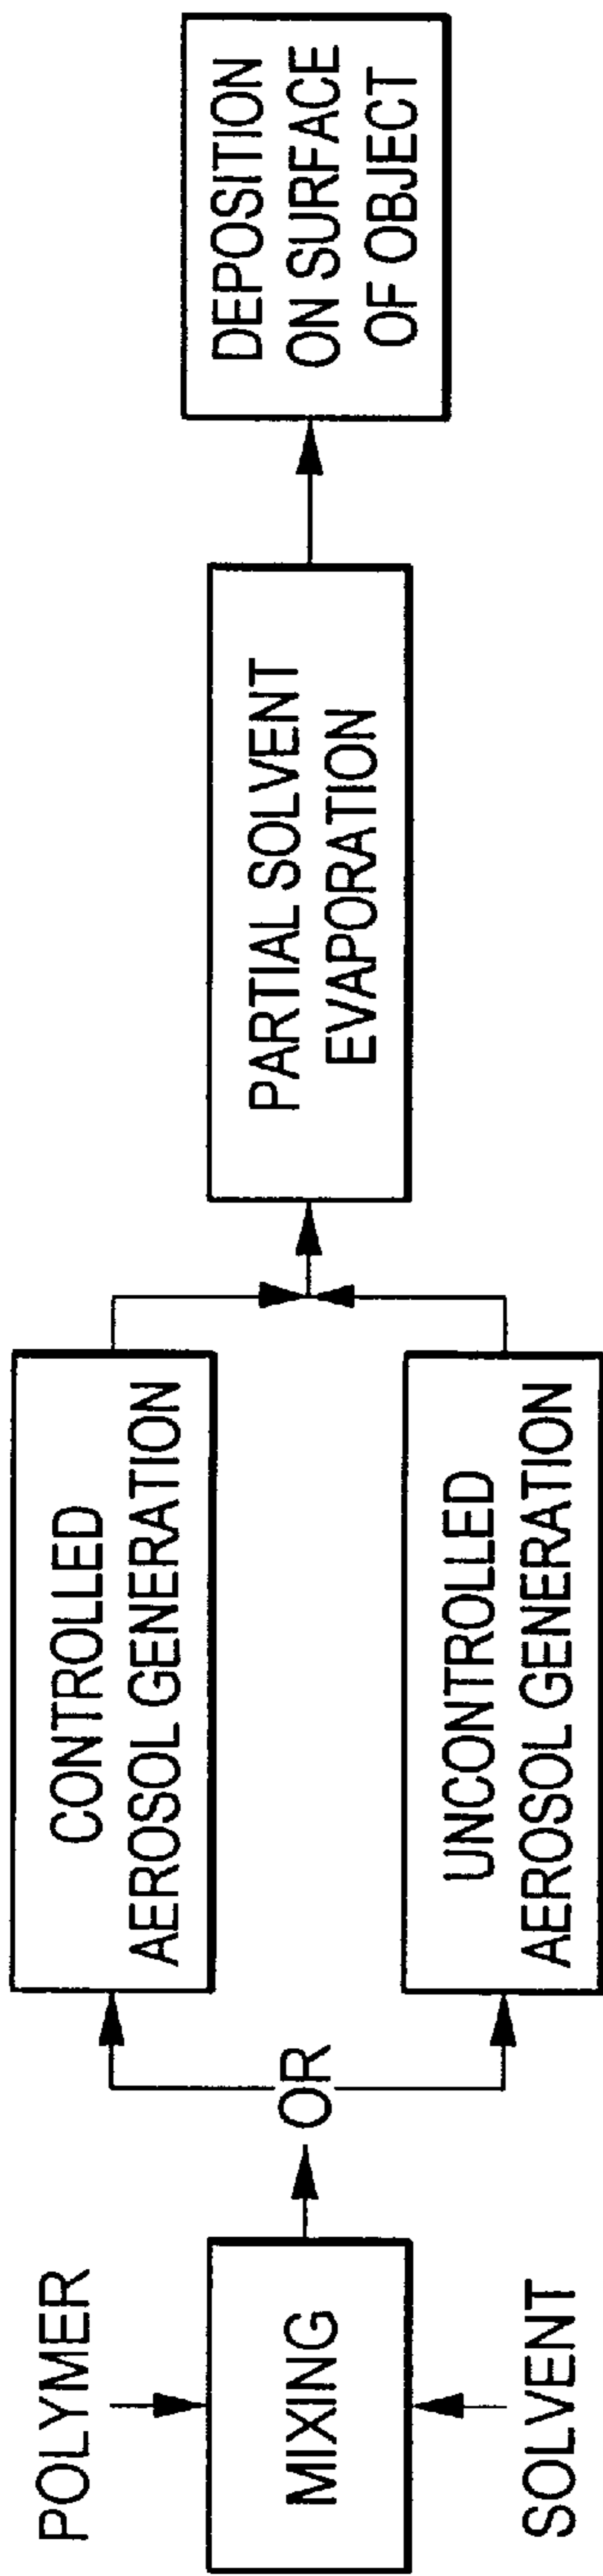 POLYMER
MIXING
SOLVENT
OR
CONTROLLED
AEROSOL GENERATION
UNCONTROLLED
AEROSOL GENERATION
PARTIAL SOLVENT
EVAPORATION
DEPOSITION
ON SURFACE
OF OBJECT